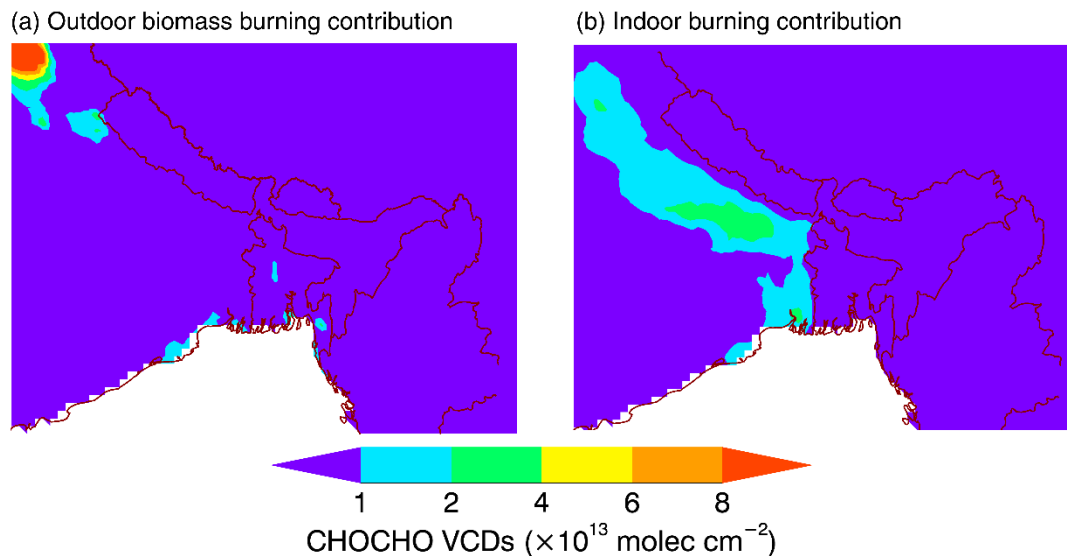 (a) Outdoor biomass burning contribution
(b) Indoor burning contribution
1 2 4 6 8
CHOCHO VCDs (×10¹³ molec cm⁻²)